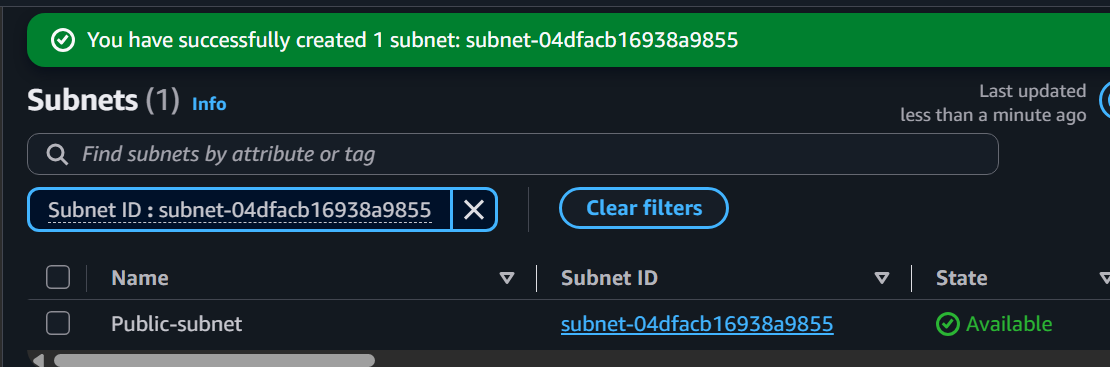 You have successfully created 1 subnet: subnet-04dfacb16938a9855
Subnets (1) Info
Last updated
less than a minute ago
Find subnets by attribute or tag
Subnet ID : subnet-04dfacb16938a9855
Clear filters
Name Subnet ID State
Public-subnet subnet-04dfacb16938a9855 Available